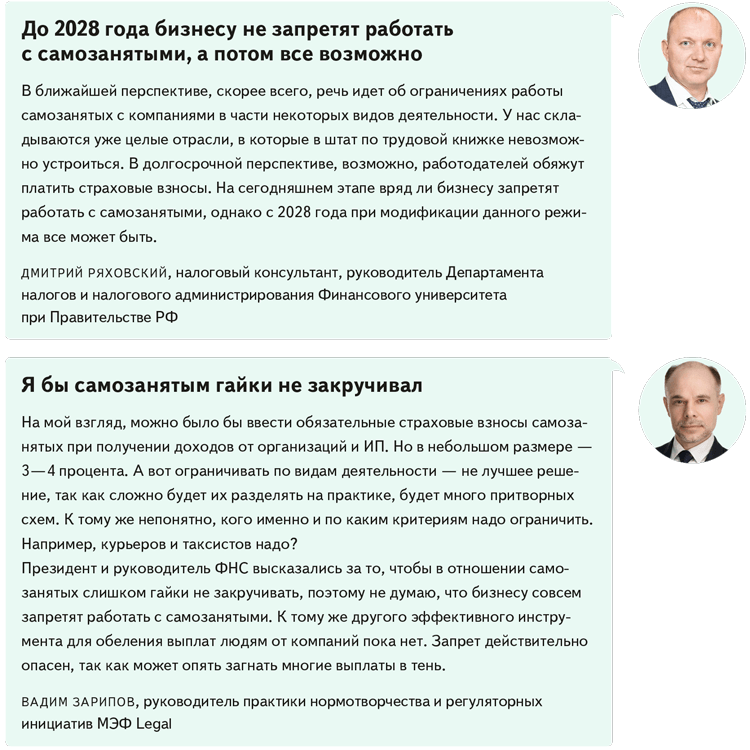 До 2028 года бизнесу не запретят работать
с самозанятыми, а потом все возможно
В ближайшей перспективе, скорее всего, речь идет об ограничениях работы
самозанятых с компаниями в части некоторых видов деятельности. У нас скла-
дываются уже целые отрасли, в которые в штат по трудовой книжке невозмож-
но устроиться. В долгосрочной перспективе, возможно, работодателей обяжут
платить страховые взносы. На сегодняшнем этапе вряд ли бизнесу запретят
работать с самозанятыми, однако с 2028 года при модификации данного режи-
ма все может быть.
ДМИТРИЙ РЯХОВСКИЙ, налоговый консультант, руководитель Департамента
налогов и налогового администрирования Финансового университета
при Правительстве РФ
Я бы самозанятым гайки не закручивал
На мой взгляд, можно было бы ввести обязательные страховые взносы самоза-
нятых при получении доходов от организаций и ИП. Но в небольшом размере —
3—4 процента. А вот ограничивать по видам деятельности — не лучшее реше-
ние, так как сложно будет их разделять на практике, будет много притворных
схем. К тому же непонятно, кого именно и по каким критериям надо ограничить.
Например, курьеров и таксистов надо?
Президент и руководитель ФНС высказались за то, чтобы в отношении само-
занятых слишком гайки не закручивать, поэтому не думаю, что бизнесу совсем
запретят работать с самозанятыми. К тому же другого эффективного инстру-
мента для обеления выплат людям от компаний пока нет. Запрет действительно
опасен, так как может опять загнать многие выплаты в тень.
ВАДИМ ЗАРИПОВ, руководитель практики нормотворчества и регуляторных
инициатив МЭФ Legal